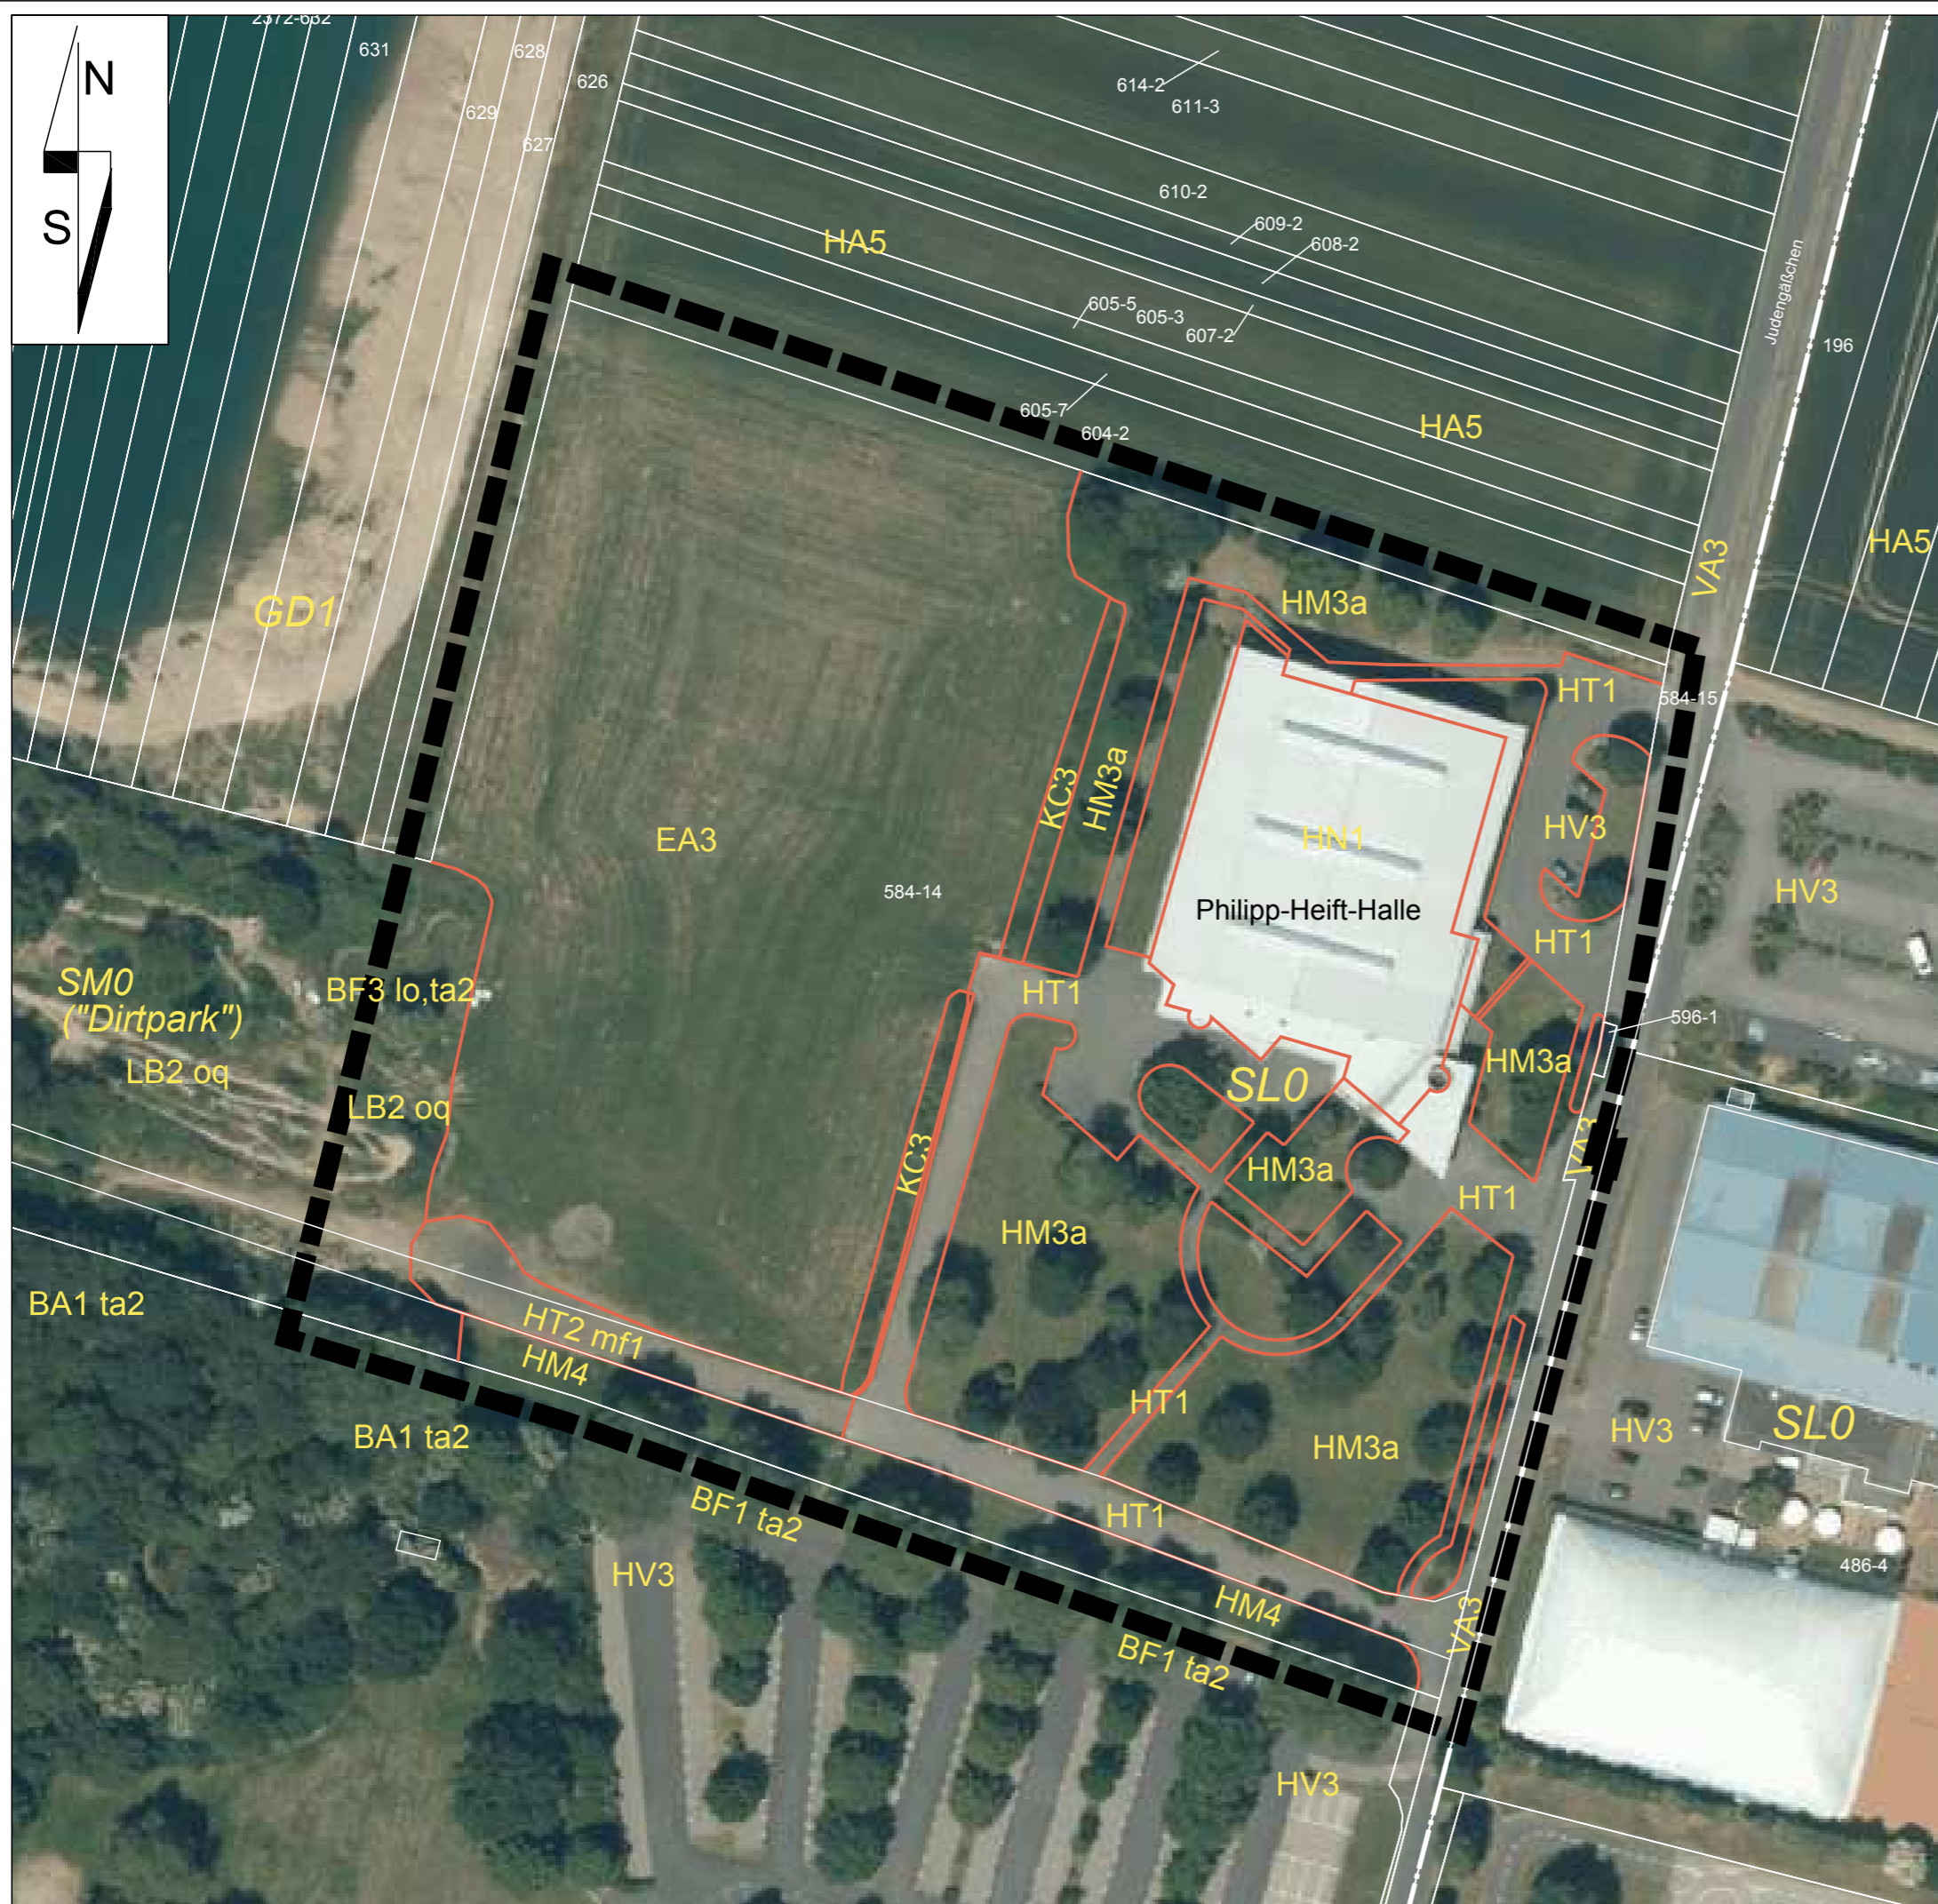 N
S
2372-632
631
628
629
626
627
614-2
611-3
610-2
609-2
608-2
HA5
605-5
605-3
607-2
605-7
604-2
HA5
Judengäßchen
196
HA5
VA3
GD1
HM3a
HT1
584-15
KC3
HM3a
EA3
584-14
HN1
Philipp-Heift-Halle
HV3
HV3
HT1
SM0
("Dirtpark")
BF3 lo,ta2
LB2 oq
LB2 oq
HT1
596-1
HM3a
SL0
VA3
KC3
HM3a
HT1
HM3a
BA1 ta2
HT2 mf1
HM4
HT1
BA1 ta2
HM3a
HV3
SL0
BF1 ta2
HT1
486-4
HV3
HM4
VA3
BF1 ta2
HV3